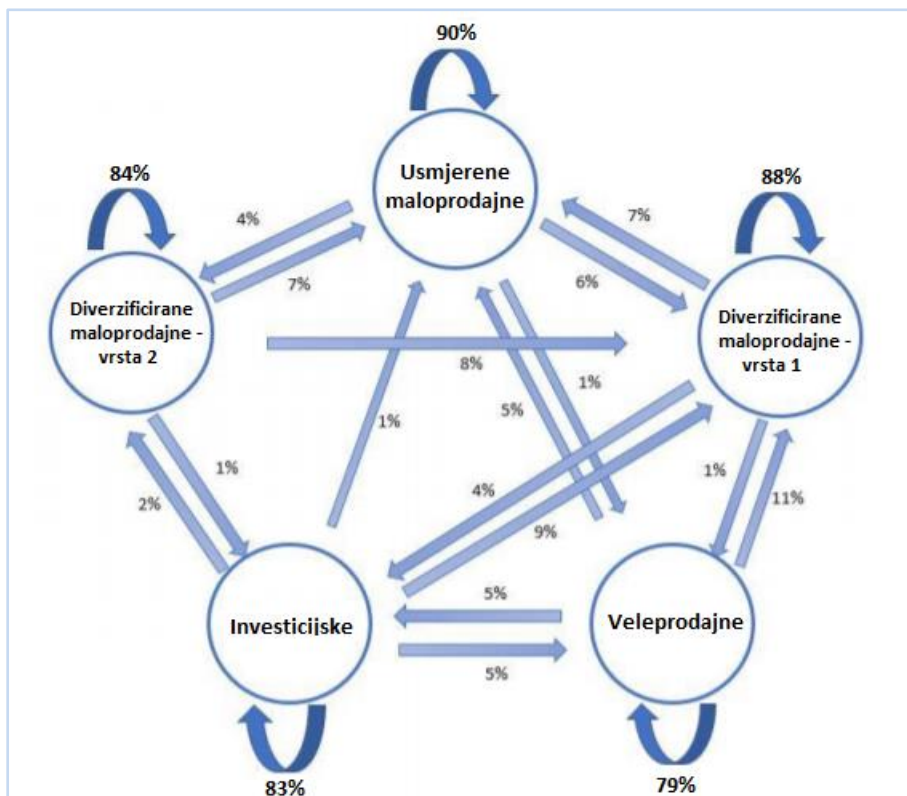 90%
Usmjerene
maloprodajne
84%
88%
4%
7%
7%
6%
Diverzificirane
maloprodajne -
vrsta 2
Diverzificirane
maloprodajne -
vrsta 1
8%
1%
1%
5%
1%
2%
4%
9%
1%
11%
Investicijske
5%
5%
Veleprodajne
83%
79%